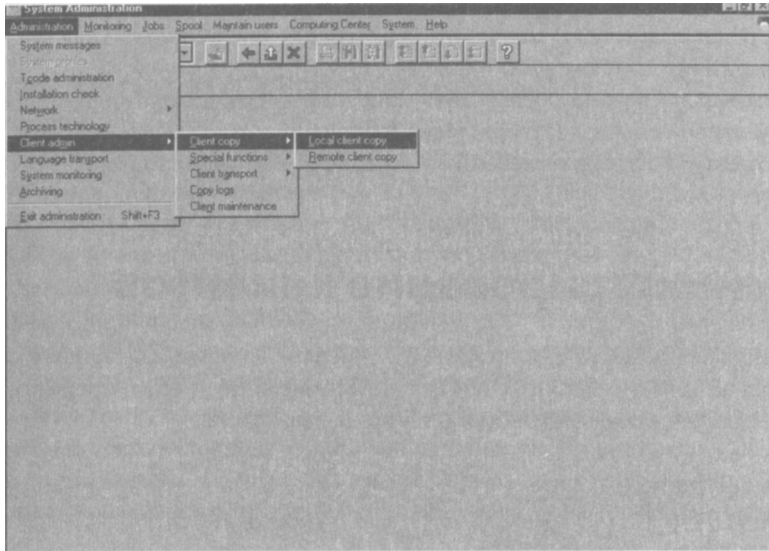 System Administration
Administration Monitoring Jobs Spool Maintain users Computing Center System Help
System messages
System profiles
Tcode administration
Installation check
Network
Process technology
Client admin
Language transport
System monitoring
Archiving
Exit administration Shift+F3
Client copy
Special functions
Client transport
Copy logs
Client maintenance
Local client copy
Remote client copy